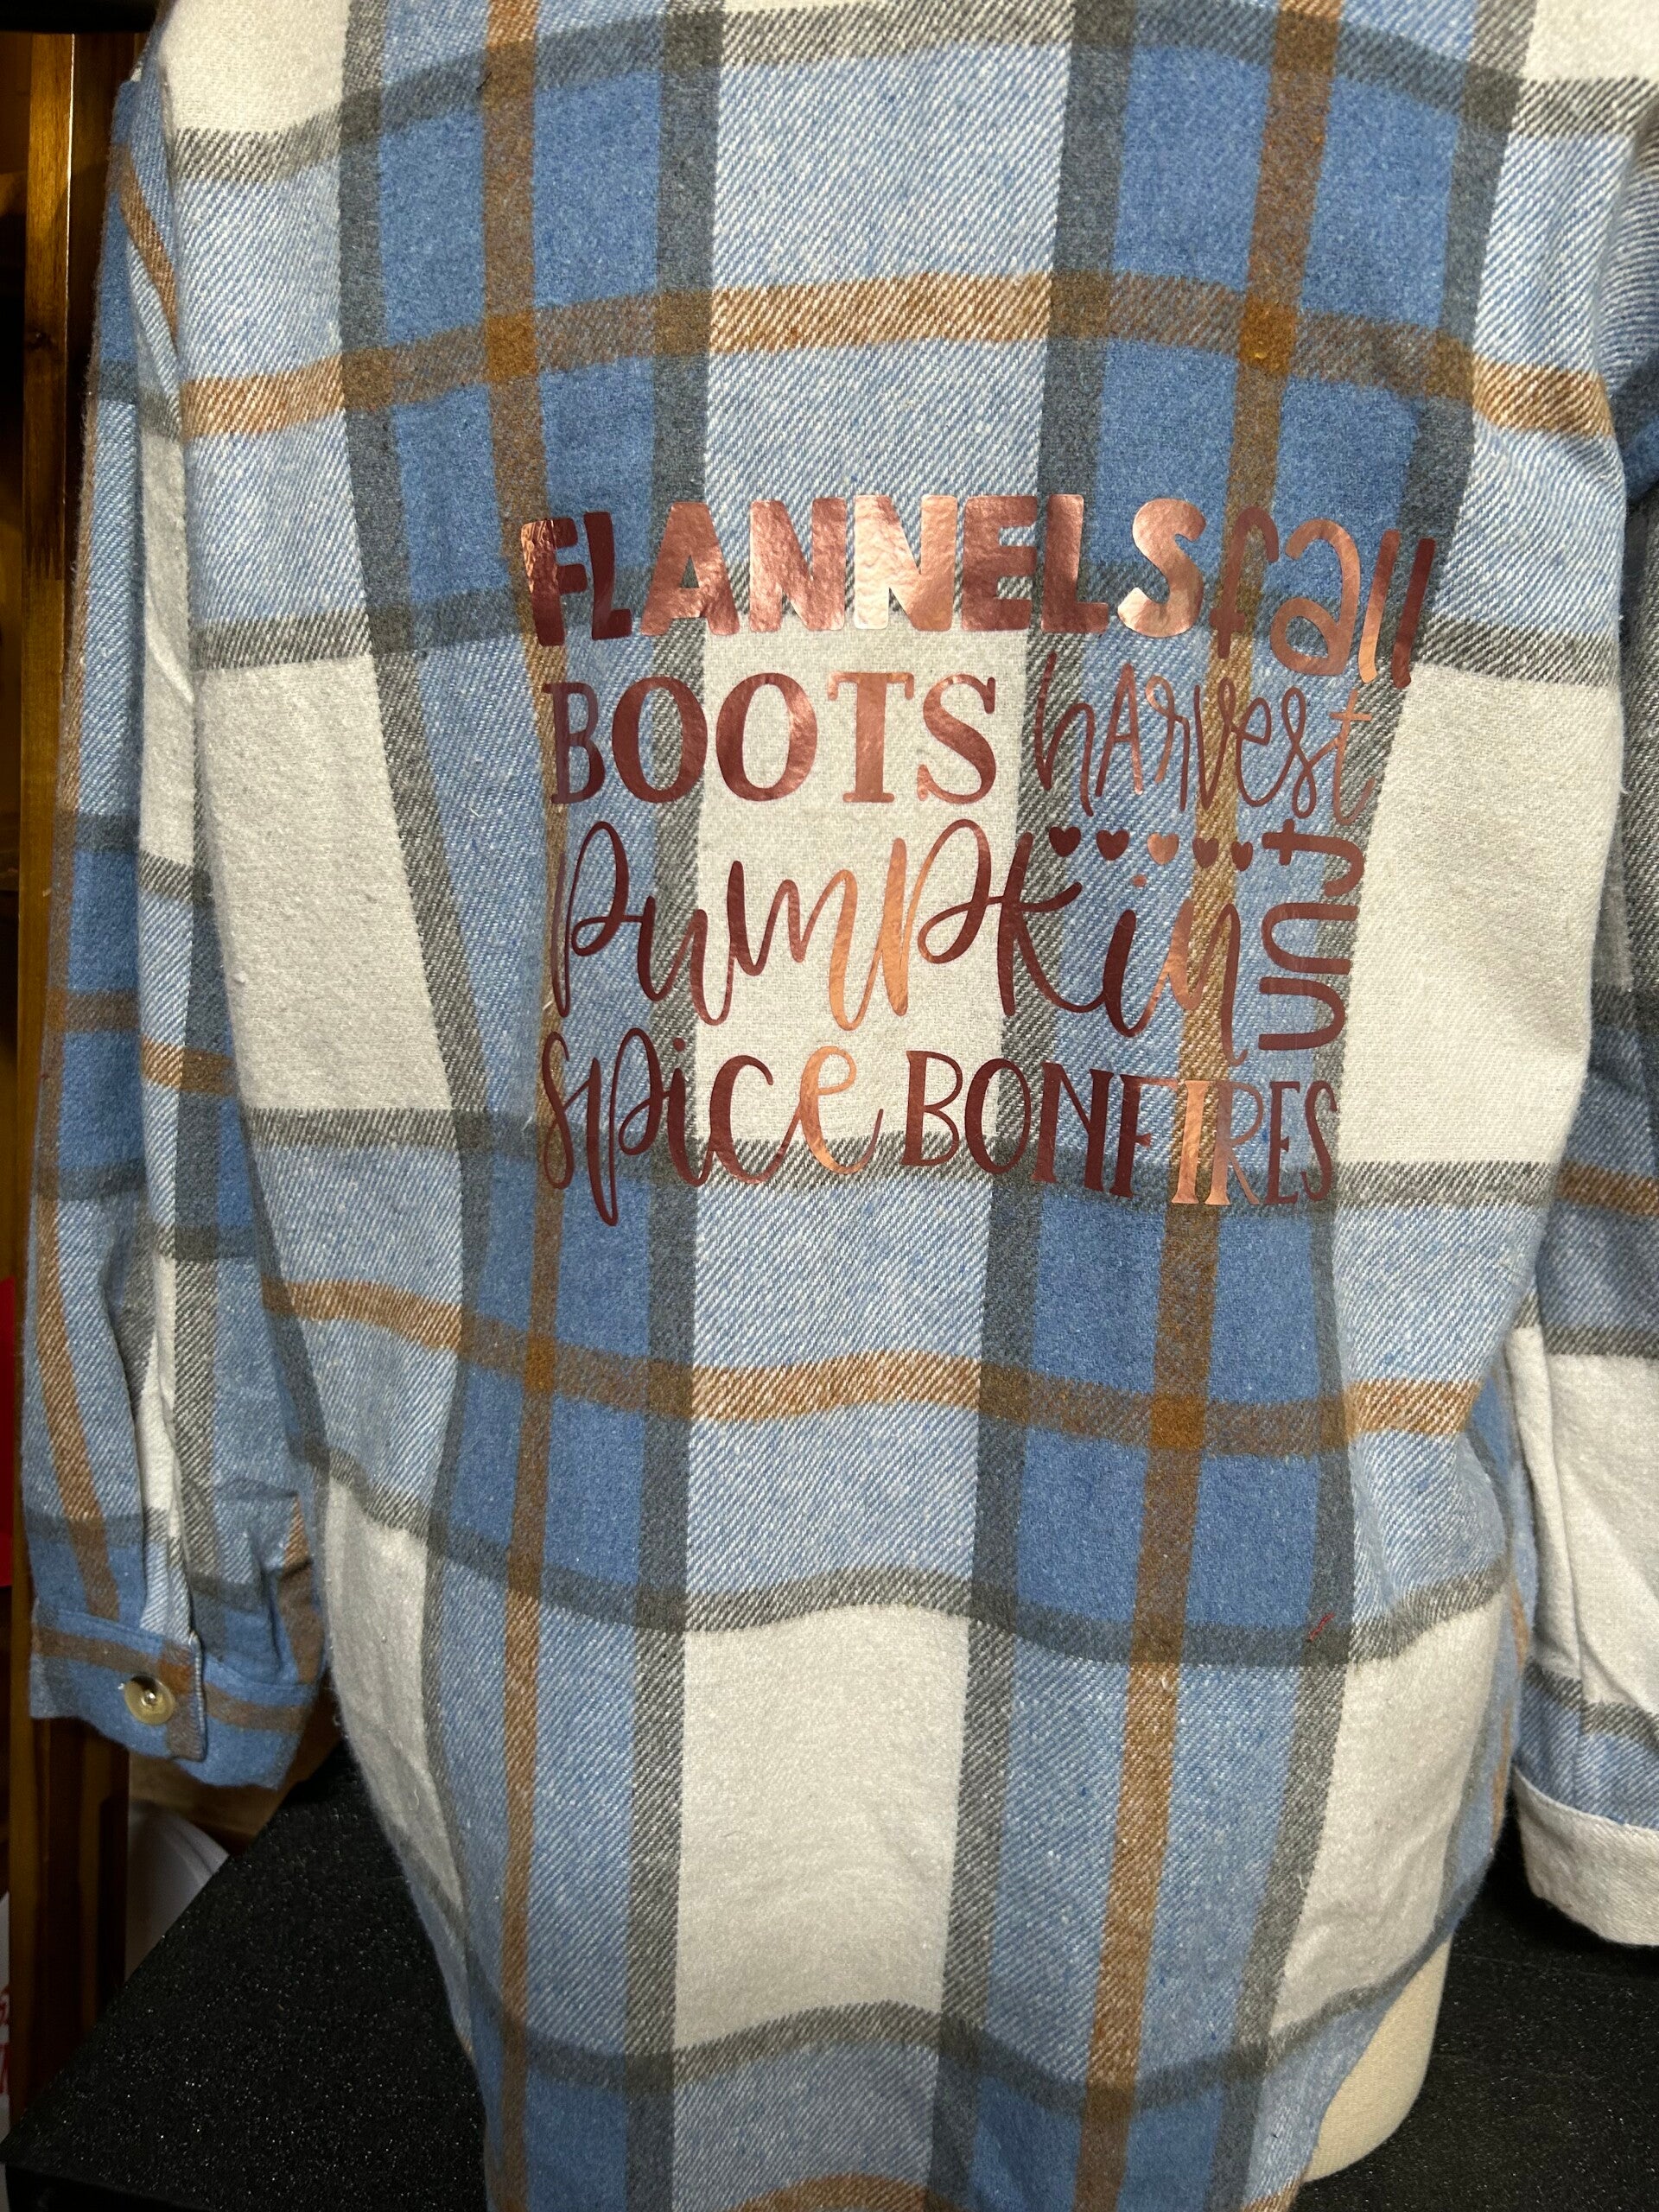 FLANNELS fall
BOOTS hARvest
PumPkin
FUN
SPice BONFIRES